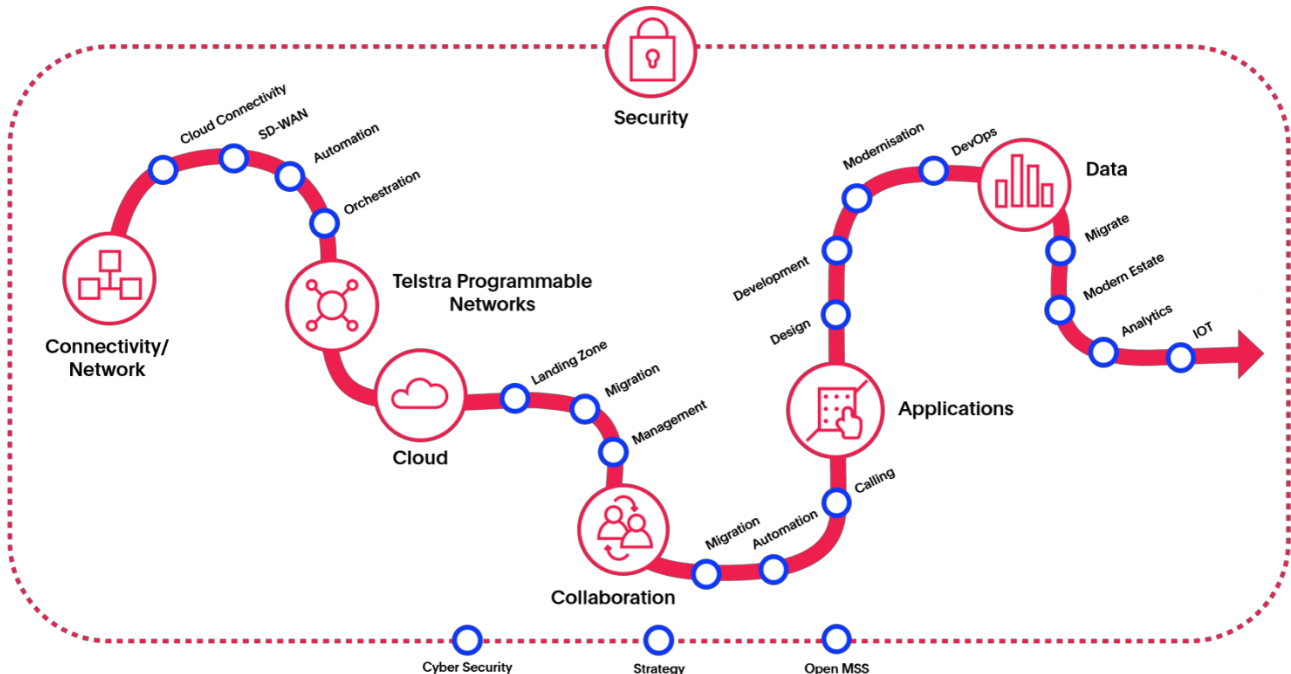 Security
Cloud Connectivity
SD-WAN
Automation
Orchestration
Connectivity/
Network
Telstra Programmable
Networks
Cloud
Landing Zone
Migration
Management
Collaboration
Migration
Automation
Calling
Applications
Design
Development
Modernisation
DevOps
Data
Migrate
Modern Estate
Analytics
IOT
Cyber Security
Strategy
Open MSS